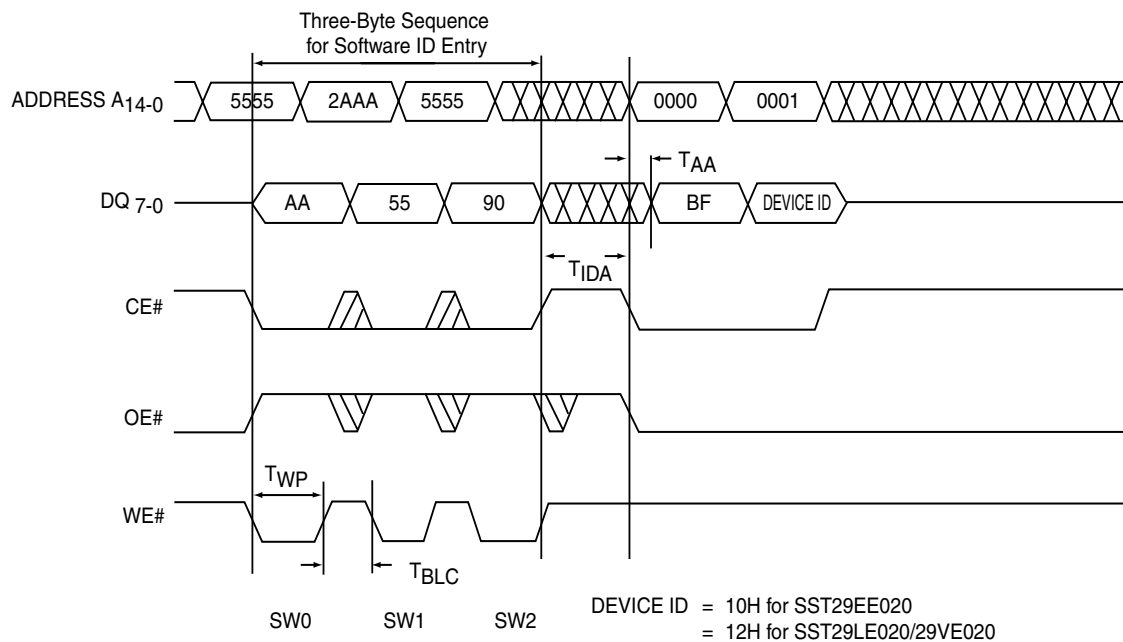 Three-Byte Sequence
for Software ID Entry
ADDRESS A14-0
5555
2AAA
5555
0000
0001
TAA
DQ 7-0
AA
55
90
BF
DEVICE ID
TIDA
CE#
OE#
TWP
WE#
TBLC
SW0
SW1
SW2
DEVICE ID = 10H for SST29EE020
= 12H for SST29LE020/29VE020